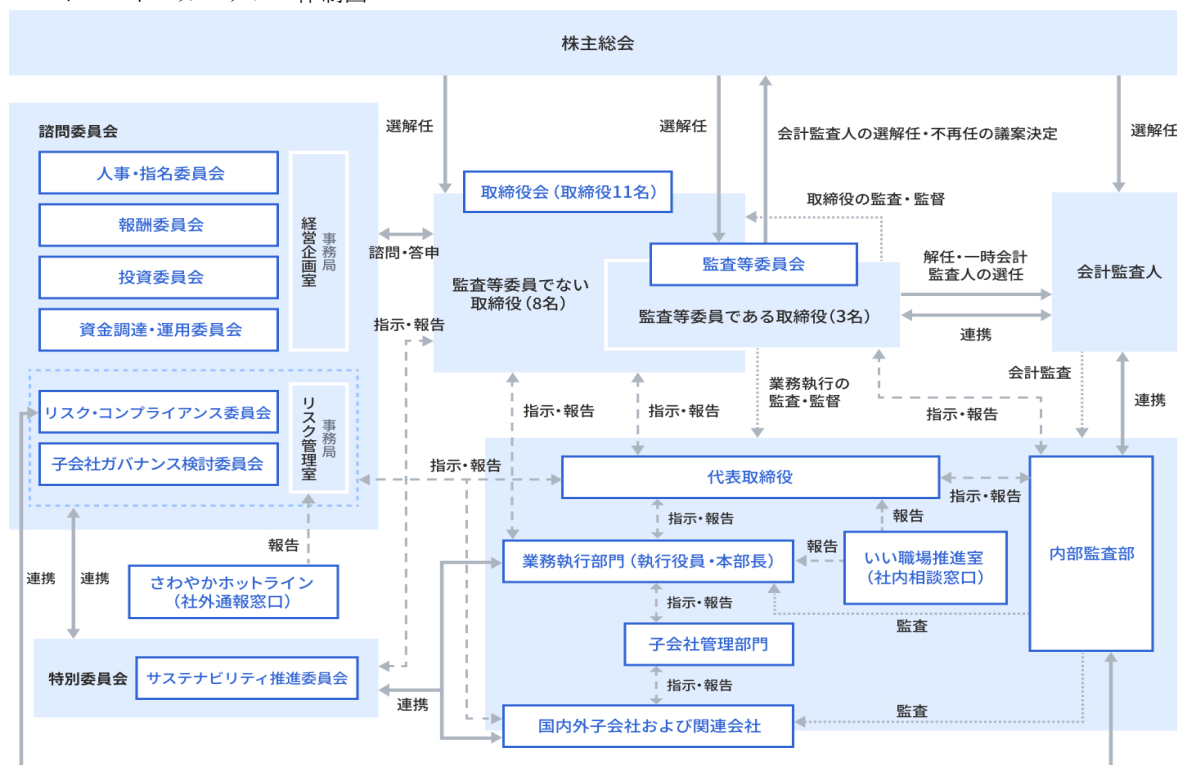 株主総会
諮問委員会
人事・指名委員会
報酬委員会
投資委員会
資金調達・運用委員会
事務局
経営企画室
リスク・コンプライアンス委員会
子会社ガバナンス検討委員会
事務局
リスク管理室
選解任
選解任
会計監査人の選解任・不再任の議案決定
選解任
取締役会（取締役11名）
取締役の監査・監督
諮問・答申
監査等委員でない
取締役（8名）
監査等委員会
監査等委員である取締役（3名）
解任・一時会計
監査人の選任
連携
会計監査人
指示・報告
指示・報告
指示・報告
業務執行の
監査・監督
指示・報告
会計監査
連携
指示・報告
代表取締役
指示・報告
指示・報告
報告
業務執行部門（執行役員・本部長）
報告
いい職場推進室
（社内相談窓口）
内部監査部
指示・報告
監査
子会社管理部門
指示・報告
国内外子会社および関連会社
監査
報告
さわやかホットライン
（社外通報窓口）
連携
連携
特別委員会
サステナビリティ推進委員会
連携